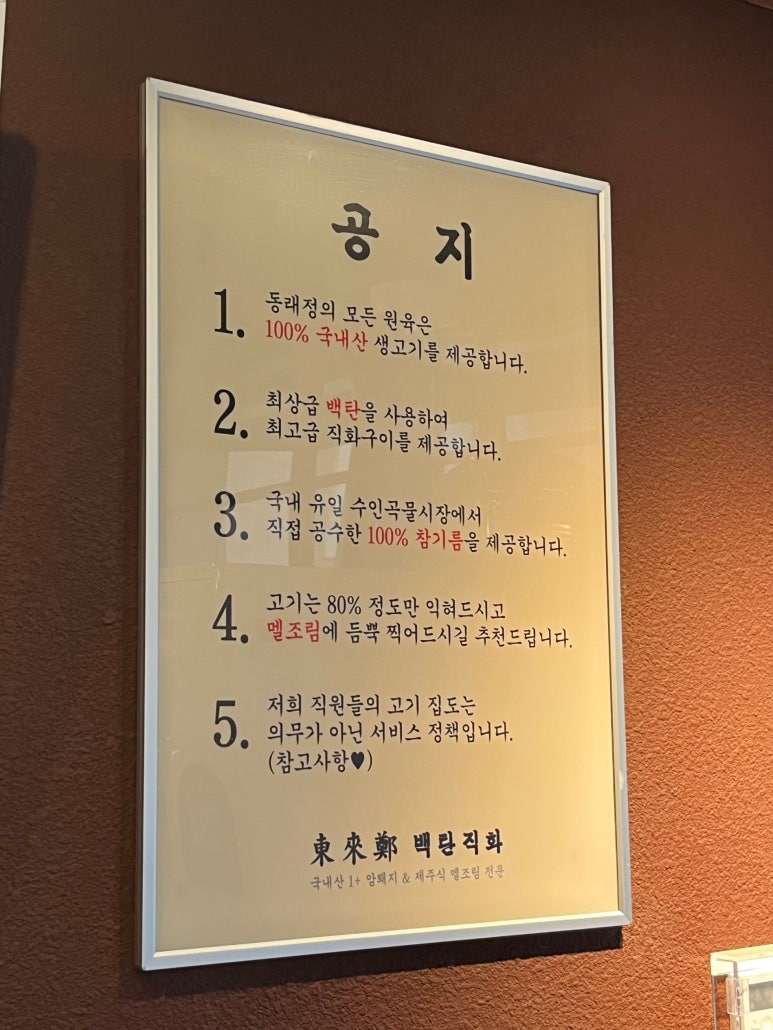 공 지
1. 동래정의 모든 원육은
100% 국내산 생고기를 제공합니다.
2. 최상급 백탄을 사용하여
최고급 직화구이를 제공합니다.
3. 국내 유일 수인곡물시장에서
직접 공수한 100% 참기름을 제공합니다.
4. 고기는 80% 정도만 익혀드시고
멜조림에 듬뿍 찍어드시길 추천드립니다.
5. 저희 직원들의 고기 집도는
의무가 아닌 서비스 정책입니다.
(참고사항♥)
東來鄭 백탄직화
국내산 1+ 암퇘지 & 제주식 멜조림 전문